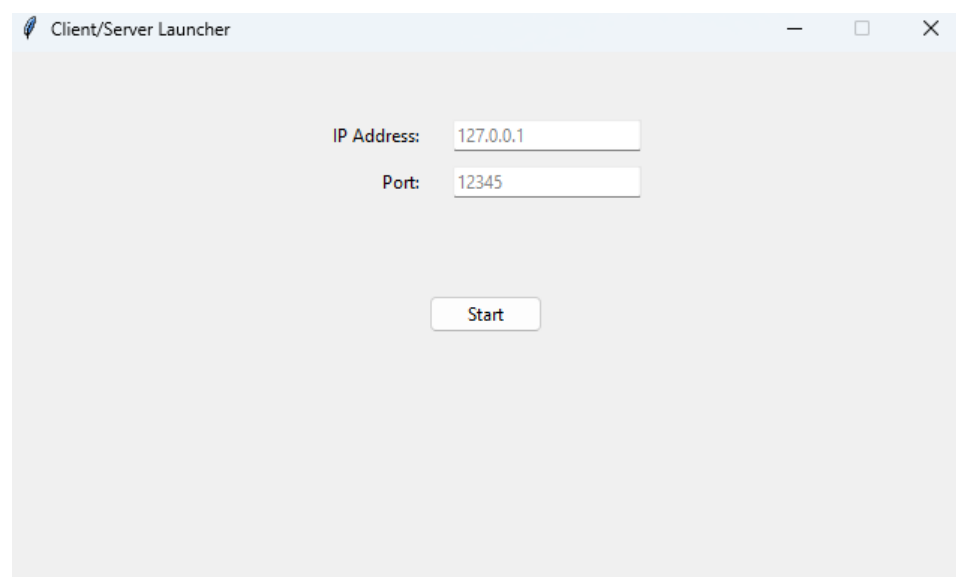 Client/Server Launcher
IP Address: 127.0.0.1
Port: 12345
Start